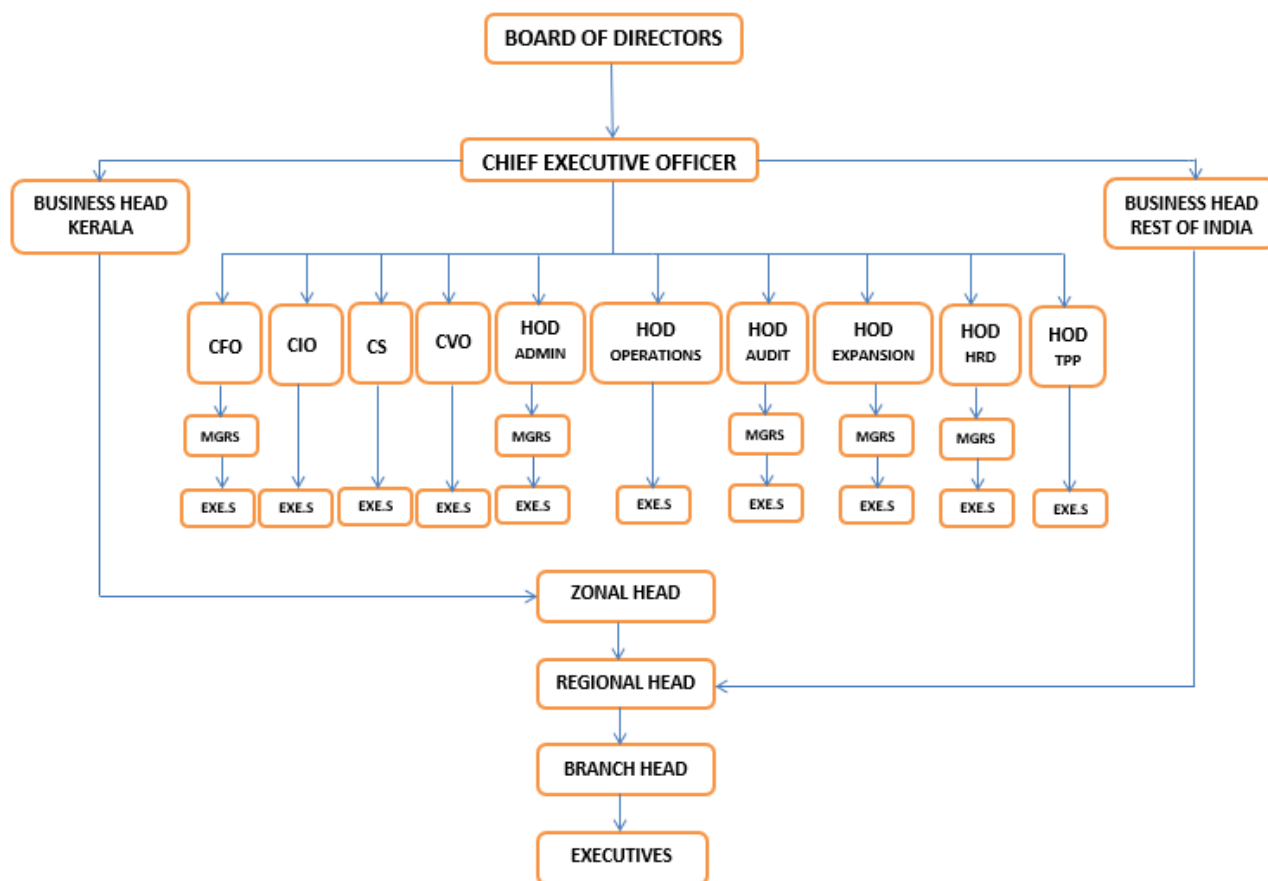 BOARD OF DIRECTORS
CHIEF EXECUTIVE OFFICER
BUSINESS HEAD
KERALA
BUSINESS HEAD
REST OF INDIA
CFO
CIO
CS
CVO
HOD
ADMIN
HOD
OPERATIONS
HOD
AUDIT
HOD
EXPANSION
HOD
HRD
HOD
TPP
MGRS
MGRS
MGRS
MGRS
MGRS
EXE.S
EXE.S
EXE.S
EXE.S
EXE.S
EXE.S
EXE.S
EXE.S
EXE.S
EXE.S
ZONAL HEAD
REGIONAL HEAD
BRANCH HEAD
EXECUTIVES